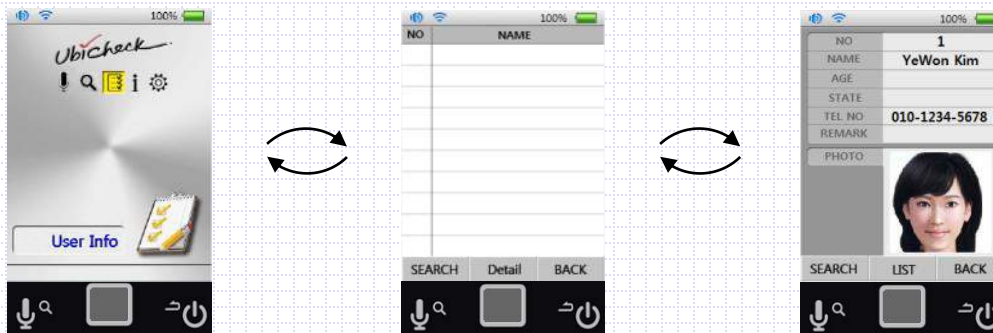 100%
Ubicheck
User Info
100%
NO NAME
SEARCH Detail BACK
100%
NO 1
NAME YeWon Kim
AGE
STATE
TEL NO 010-1234-5678
REMARK
PHOTO
SEARCH LIST BACK